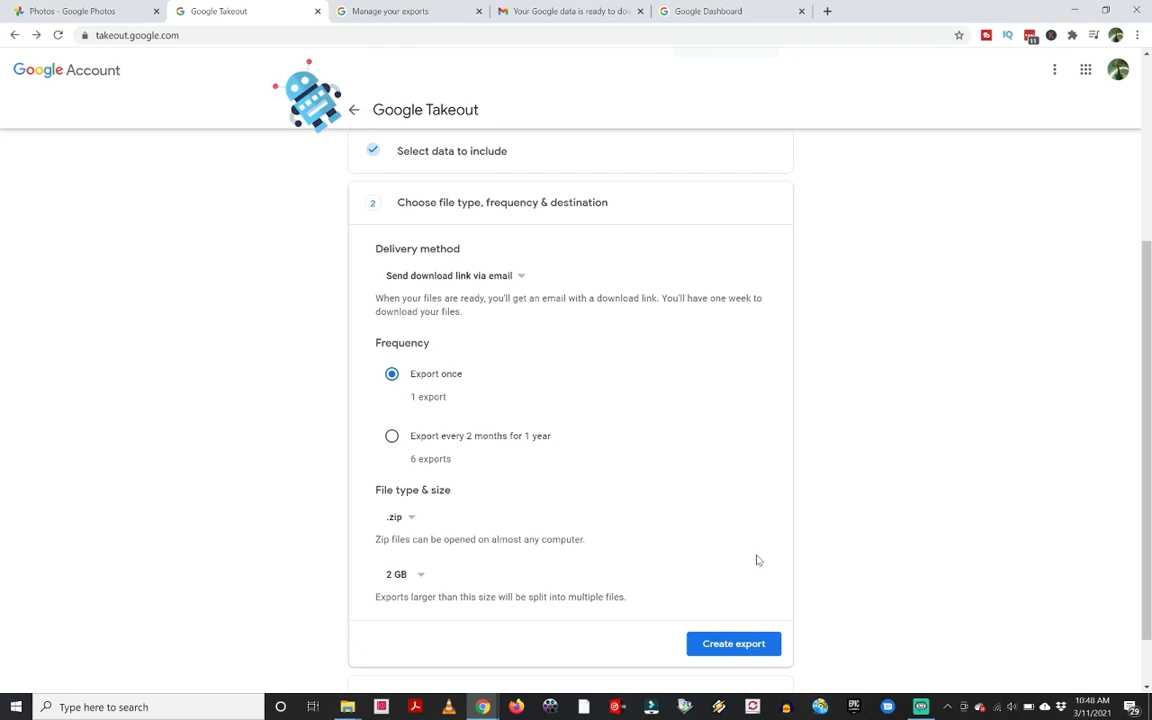 Photos - Google Photos
Google Takeout
Manage your exports
Your Google data is ready to do
Google Dashboard
takeout.google.com
IQ
11
Google Account
Google Takeout
Select data to include
2
Choose file type, frequency & destination
Delivery method
Send download link via email
When your files are ready, you'll get an email with a download link. You'll have one week to
download your files.
Frequency
Export once
1 export
Export every 2 months for 1 year
6 exports
File type & size
.zip
Zip files can be opened on almost any computer.
2 GB
Exports larger than this size will be split into multiple files.
Create export
Type here to search
EPIC
10:48 AM
3/11/2021
29